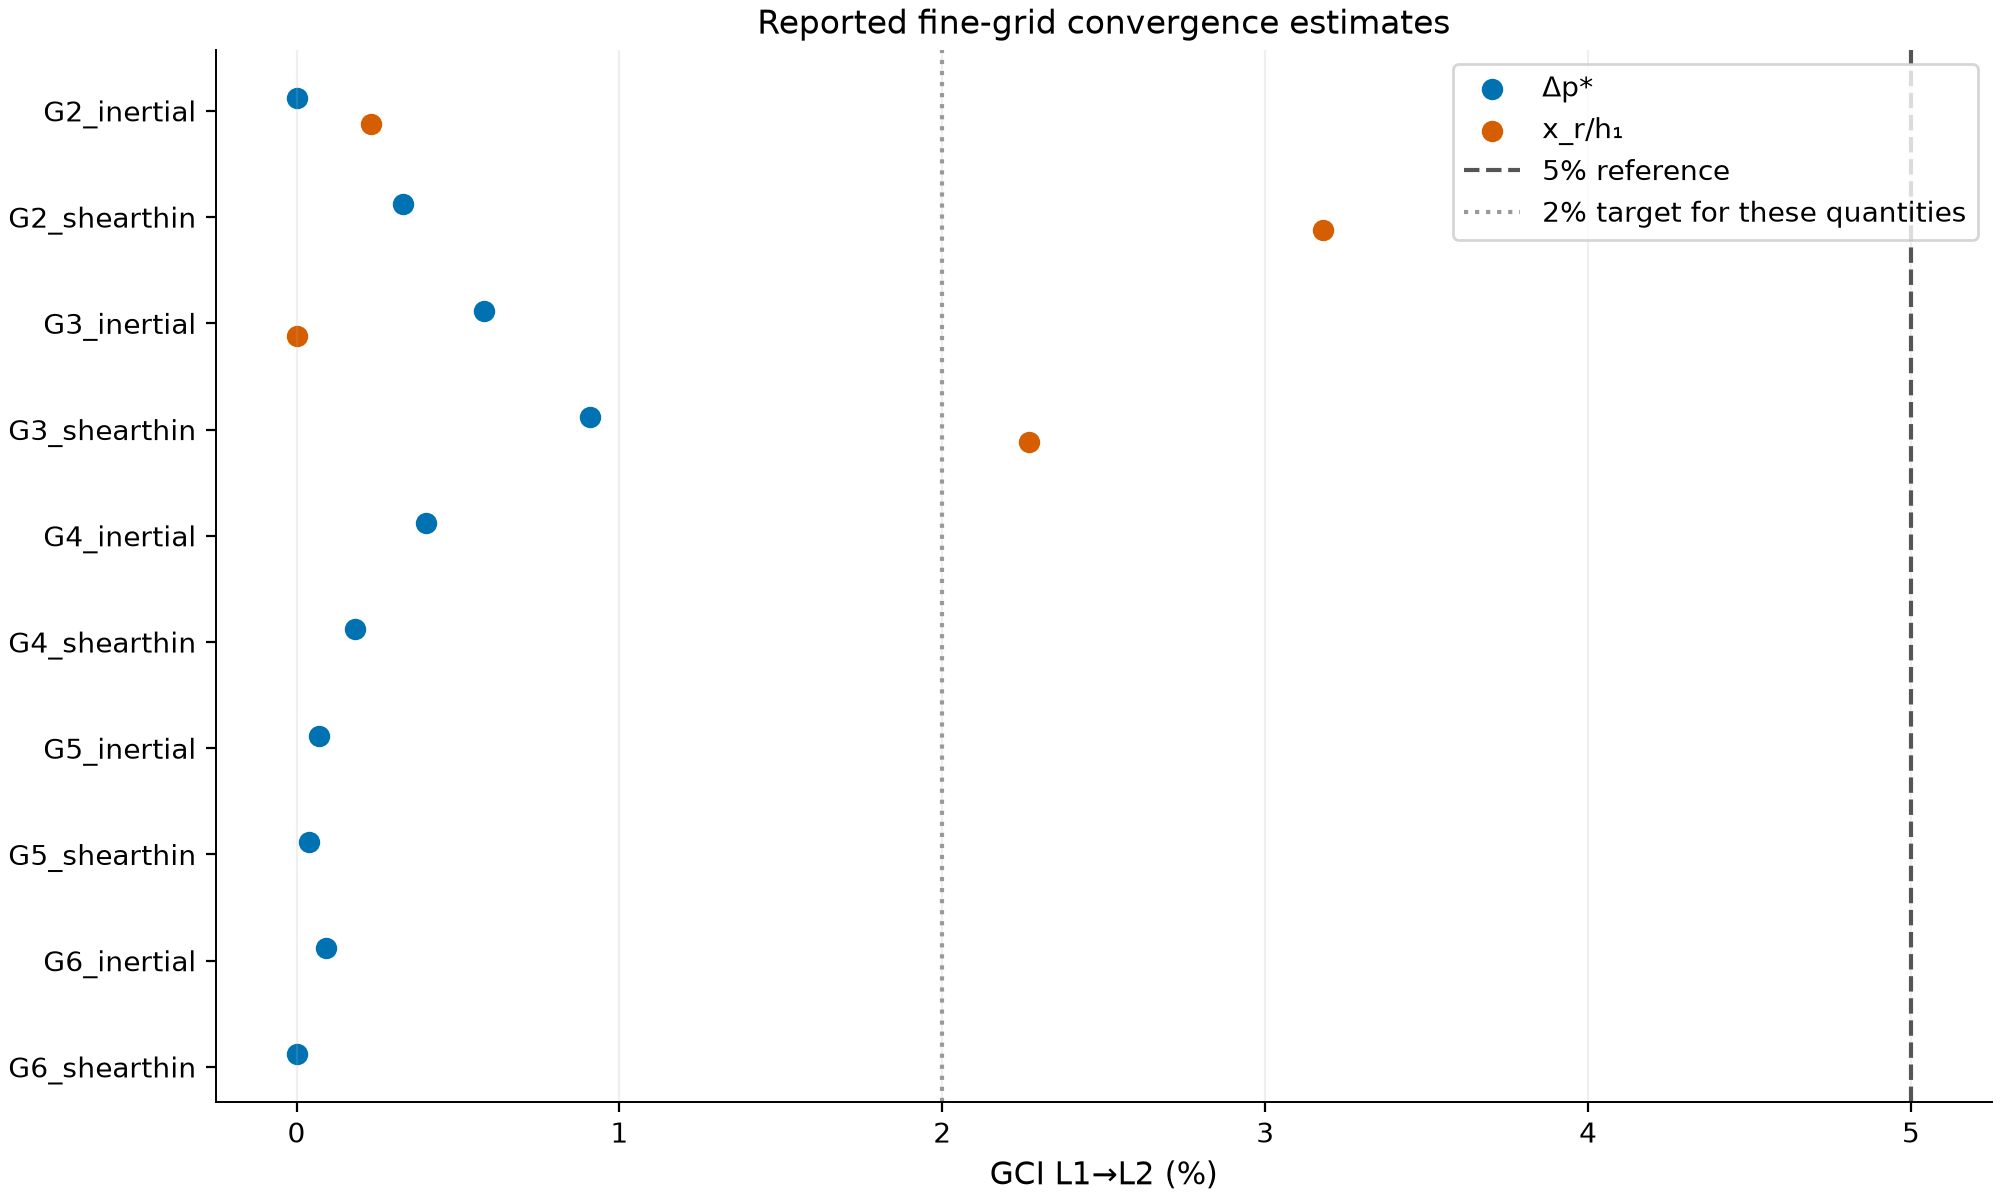 Reported fine-grid convergence estimates
Δp*
x_r/h₁
5% reference
2% target for these quantities
G2_inertial
G2_shearthin
G3_inertial
G3_shearthin
G4_inertial
G4_shearthin
G5_inertial
G5_shearthin
G6_inertial
G6_shearthin
0 1 2 3 4 5
GCI L1→L2 (%)